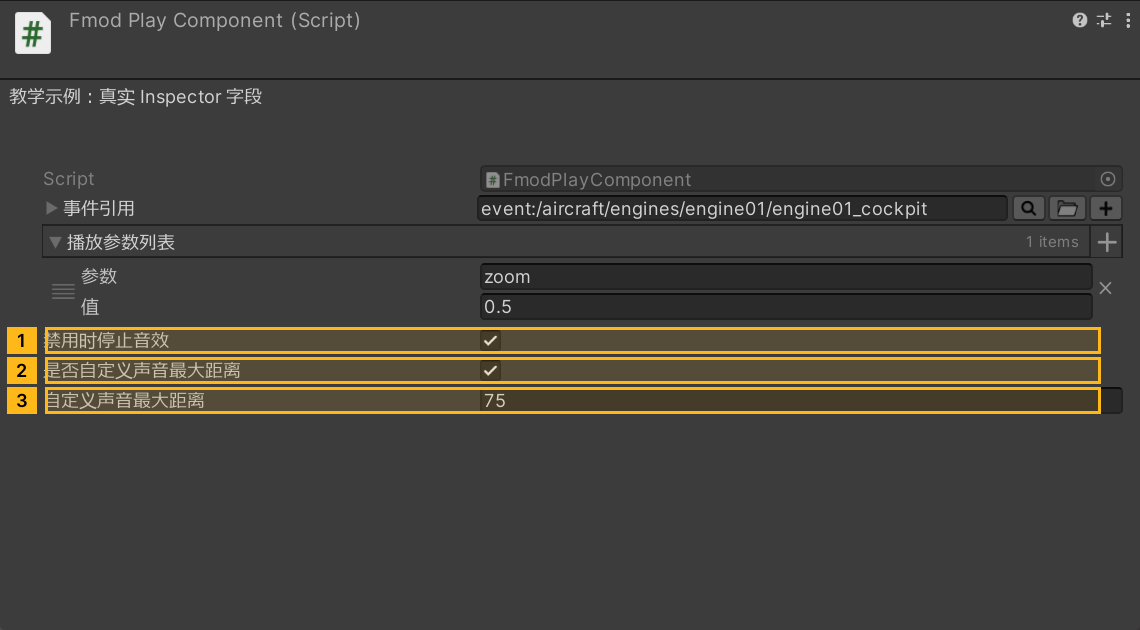 Fmod Play Component (Script)
教学示例：真实 Inspector 字段
Script
FmodPlayComponent
事件引用
event:/aircraft/engines/engine01/engine01_cockpit
播放参数列表
1 items
参数
zoom
值
0.5
1 禁用时停止音效
2 是否自定义声音最大距离
3 自定义声音最大距离 75